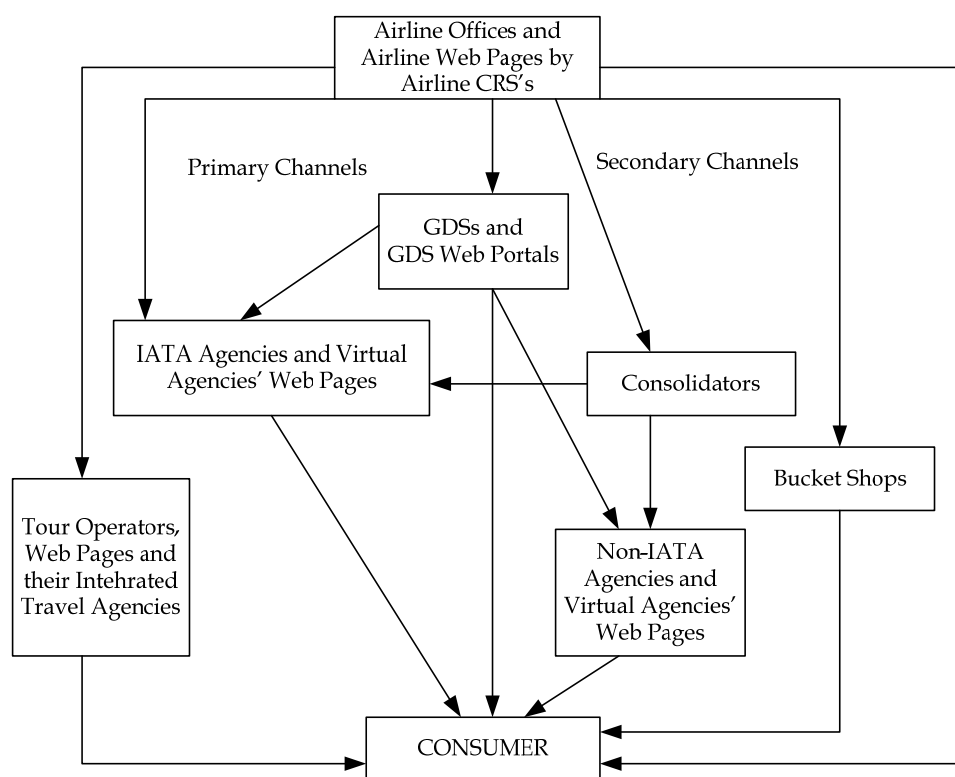 Airline Offices and
Airline Web Pages by
Airline CRS's
Primary Channels
Secondary Channels
GDSs and
GDS Web Portals
IATA Agencies and Virtual
Agencies' Web Pages
Consolidators
Bucket Shops
Tour Operators,
Web Pages and
their Intehrated
Travel Agencies
Non-IATA
Agencies and
Virtual Agencies'
Web Pages
CONSUMER